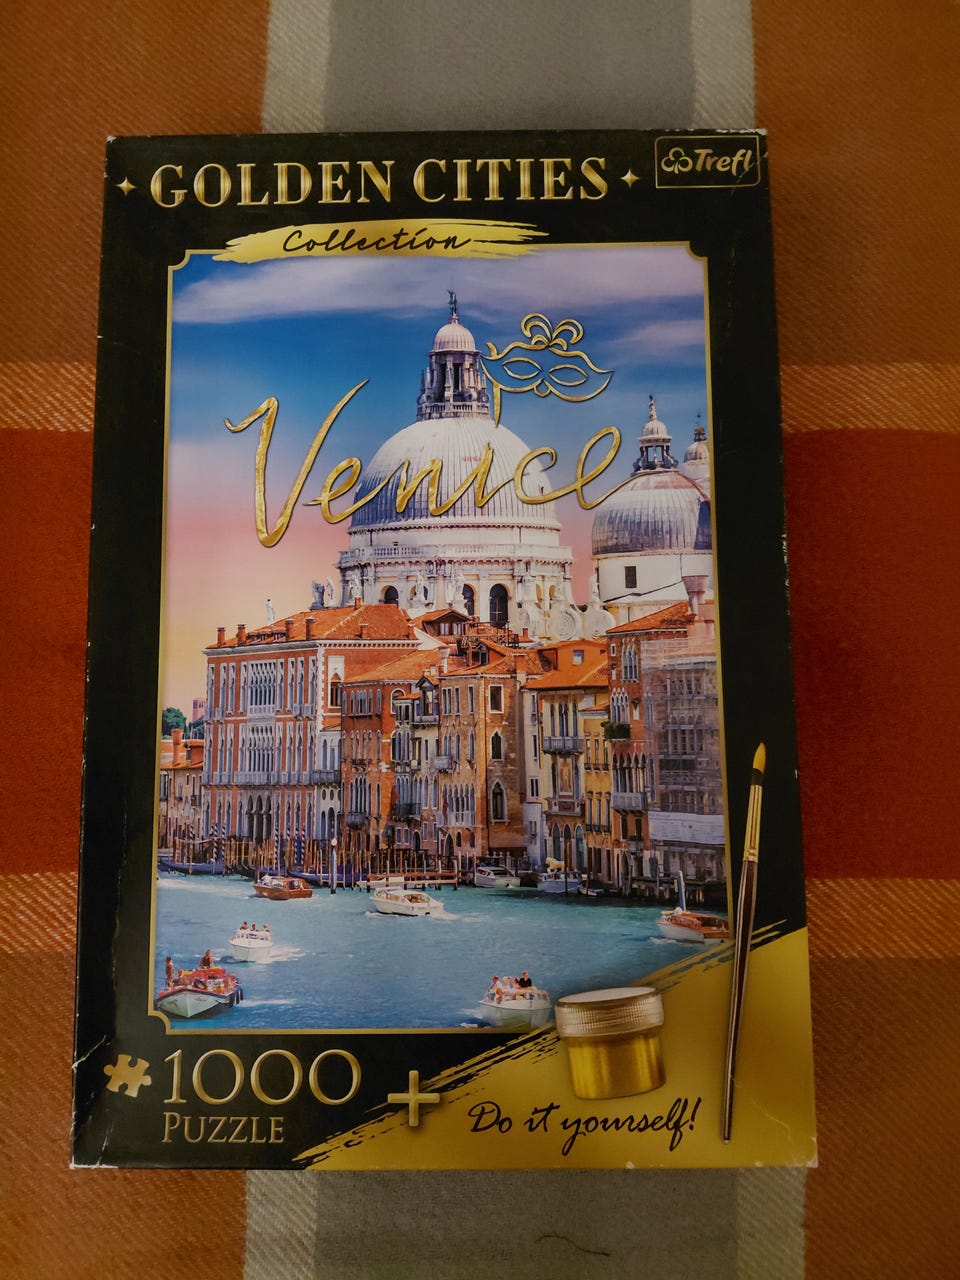 GOLDEN CITIES
Trefl
Collection
Venice
1000
PUZZLE
+
Do it yourself!